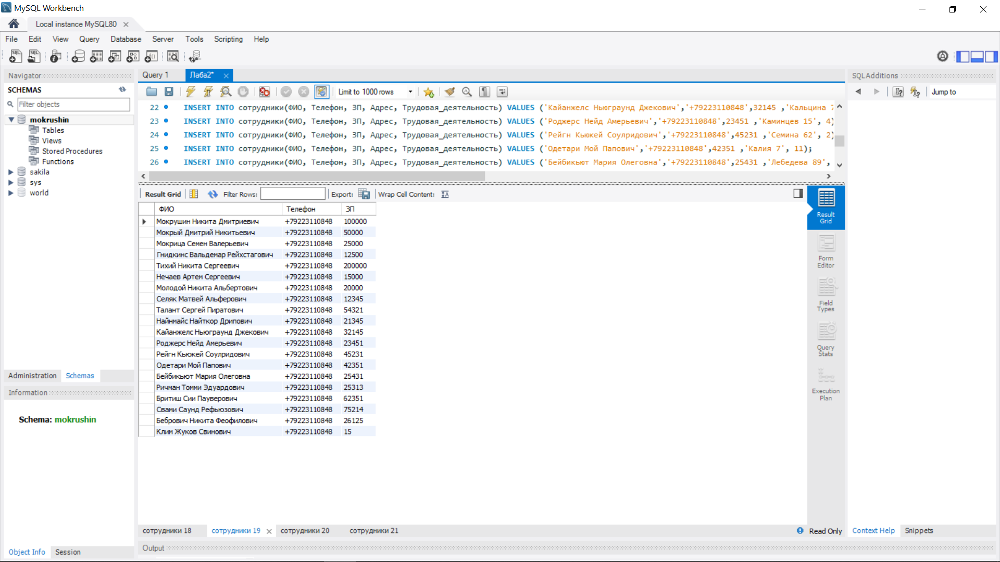 MySQL Workbench
Local instance MySQL80
File Edit View Query Database Server Tools Scripting Help
Navigator
SCHEMAS
Filter objects
mokrushin
Tables
Views
Stored Procedures
Functions
sakila
sys
world
Administration Schemas
Information
Schema: mokrushin
Object Info Session
Query 1 Лаба2*
Limit to 1000 rows
22 INSERT INTO сотрудники(ФИО, Телефон, ЗП, Адрес, Трудовая_деятельность) VALUES ('Кайанжелс Ньюграунд Джекович','+79223110848',32145 ,'Кальцина 7
23 INSERT INTO сотрудники(ФИО, Телефон, ЗП, Адрес, Трудовая_деятельность) VALUES ('Роджерс Нейд Амерьевич','+79223110848',23451 ,'Каминцев 15', 4)
24 INSERT INTO сотрудники(ФИО, Телефон, ЗП, Адрес, Трудовая_деятельность) VALUES ('Рейгн Кьюкей Соулридович','+79223110848',45231 ,'Семина 62', 2)
25 INSERT INTO сотрудники(ФИО, Телефон, ЗП, Адрес, Трудовая_деятельность) VALUES ('Одетари Мой Папович','+79223110848',42351 ,'Калия 7', 11);
26 INSERT INTO сотрудники(ФИО, Телефон, ЗП, Адрес, Трудовая_деятельность) VALUES ('Бейбикьют Мария Олеговна','+79223110848',25431 ,'Лебедева 89',
Result Grid Filter Rows: Export: Wrap Cell Content:
ФИО Телефон ЗП
Мокрушин Никита Дмитриевич +79223110848 100000
Мокрый Дмитрий Никитьевич +79223110848 50000
Мокрица Семен Валерьевич +79223110848 25000
Гнидкинс Вальдемар Рейхстагович +79223110848 12500
Тихий Никита Сергеевич +79223110848 200000
Нечаев Артем Сергеевич +79223110848 15000
Молодой Никита Альбертович +79223110848 20000
Селяк Матвей Альферович +79223110848 12345
Талант Сергей Пиратович +79223110848 54321
Найнмайс Найткор Дрипович +79223110848 21345
Кайанжелс Ньюграунд Джекович +79223110848 32145
Роджерс Нейд Амерьевич +79223110848 23451
Рейгн Кьюкей Соулридович +79223110848 45231
Одетари Мой Папович +79223110848 42351
Бейбикьют Мария Олеговна +79223110848 25431
Ричман Томми Эдуардович +79223110848 25313
Бритиш Сии Пауверович +79223110848 62351
Свами Саунд Рефьюзович +79223110848 75214
Бебрович Никита Феофилович +79223110848 26125
Клим Жуков Свинович +79223110848 15
Result
Grid
Form
Editor
Field
Types
Query
Stats
Execution
Plan
сотрудники 18 сотрудники 19 сотрудники 20 сотрудники 21
Read Only
Output
SQLAdditions
Jump to
Context Help Snippets